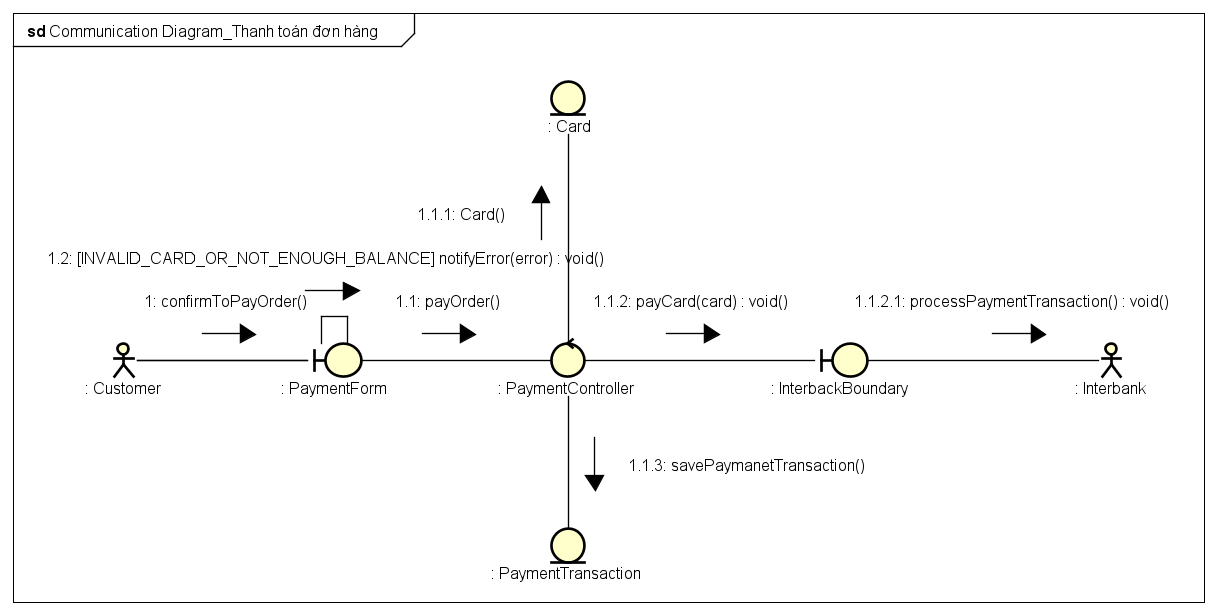 sd Communication Diagram_Thanh toán đơn hàng
: Card
1.1.1: Card()
1.2: [INVALID_CARD_OR_NOT_ENOUGH_BALANCE] notifyError(error) : void()
1: confirmToPayOrder()
1.1: payOrder()
1.1.2: payCard(card) : void()
1.1.2.1: processPaymentTransaction() : void()
: Customer
: PaymentForm
: PaymentController
: InterbackBoundary
: Interbank
1.1.3: savePaymanetTransaction()
: PaymentTransaction